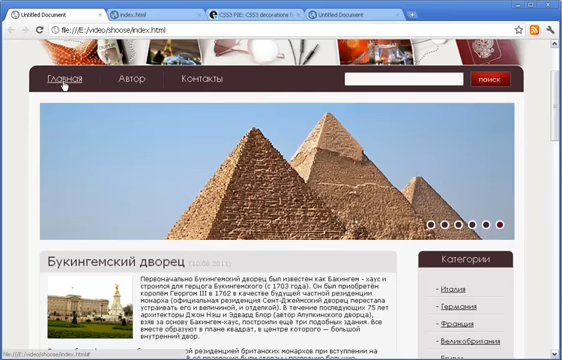 Untitled Document
index.html
CSS3 PIE: CSS3 decorations f
Untitled Document
file:///E:/video/shoose/index.html
Главная
Автор
Контакты
поиск
Букингемский дворец (10.08.2011)
Первоначально Букингемский дворец был известен как Бакингем - хаус и
строился для герцога Букингемского (с 1703 года). Он был приобретён
королём Георгом III в 1762 в качестве будущей частной резиденции
монарха (официальная резиденция Сент-Джеймсский дворец перестала
устраивать и его величие, и отделкой). В течение последующих 75 лет
архитекторы Джон Нэш и Эдвард Блор (автор Алупкинского дворца),
взяв за основу Бакингем-хаус, построили ещё три подобных здания. Все
вместе образуют в плане квадрат, в центре которого — большой
внутренний двор.
резиденцией британских монархов при вступлении на
Категории
- Италия
- Германия
- Франция
- Великобритания
file:///E:/video/shoose/index.html#